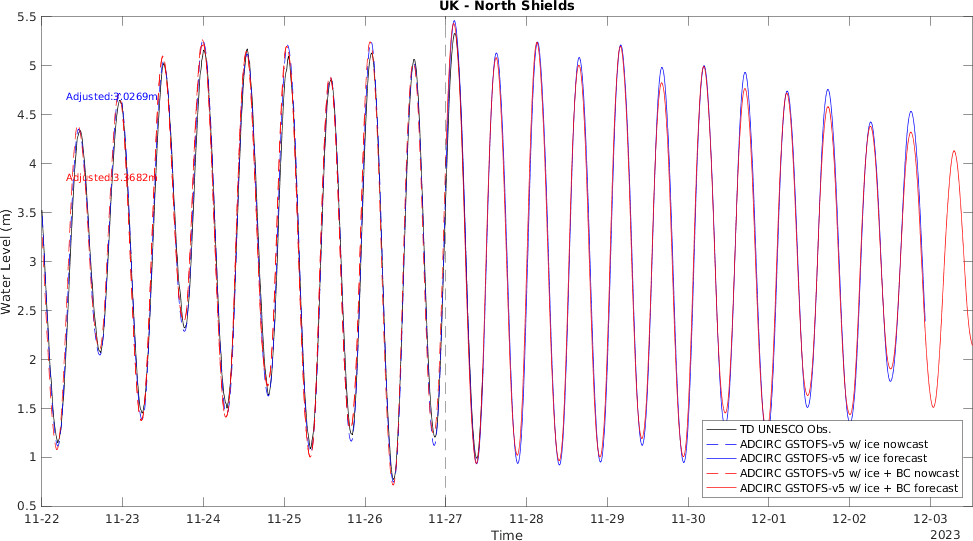 UK - North Shields
5.5
5
4.5
4
3.5
3
2.5
2
1.5
1
0.5
Water Level (m)
Adjusted:3.0269m
Adjusted:3.3682m
TD UNESCO Obs.
ADCIRC GSTOFS-v5 w/ ice nowcast
ADCIRC GSTOFS-v5 w/ ice forecast
ADCIRC GSTOFS-v5 w/ ice + BC nowcast
ADCIRC GSTOFS-v5 w/ ice + BC forecast
11-22 11-23 11-24 11-25 11-26 11-27 11-28 11-29 11-30 12-01 12-02 12-03
Time
2023